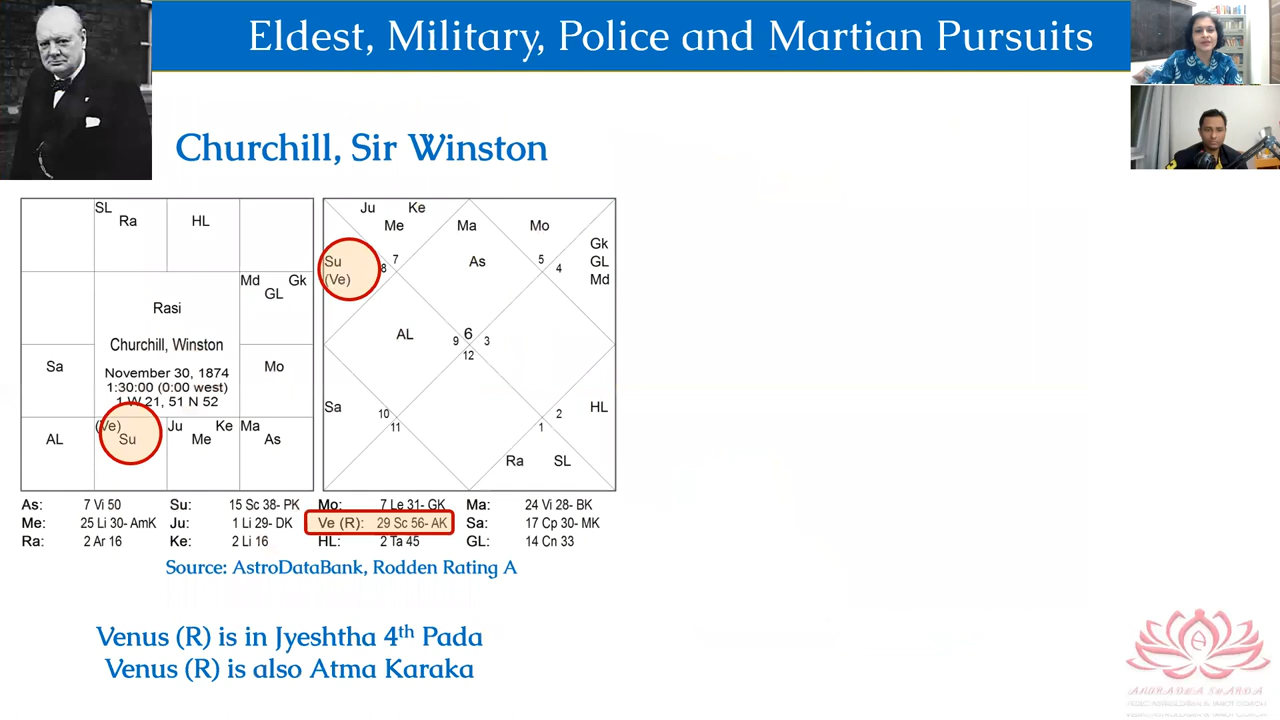 Eldest, Military, Police and Martian Pursuits
Churchill, Sir Winston
SL
Ra
HL
Md Gk
GL
Rasi
Churchill, Winston
November 30, 1874
1:30:00 (0:00 west)
1 W 21, 51 N 52
Sa
Mo
AL
(Ve)
Su
Ju Ke
Me
Ma
As
Ju Ke
Me
Ma
Mo
Gk
GL
Md
Su
(Ve)
8
7
As
5
4
AL
9
6
3
12
Sa
10
11
2
1
HL
Ra
SL
As: 7 Vi 50 Su: 15 Sc 38- PK Mo: 7 Le 31- GK Ma: 24 Vi 28- BK
Me: 25 Li 30- AmK Ju: 1 Li 29- DK Ve (R): 29 Sc 56- AK Sa: 17 Cp 30- MK
Ra: 2 Ar 16 Ke: 2 Li 16 HL: 2 Ta 45 GL: 14 Cn 33
Source: AstroDataBank, Rodden Rating A
Venus (R) is in Jyeshtha 4th Pada
Venus (R) is also Atma Karaka